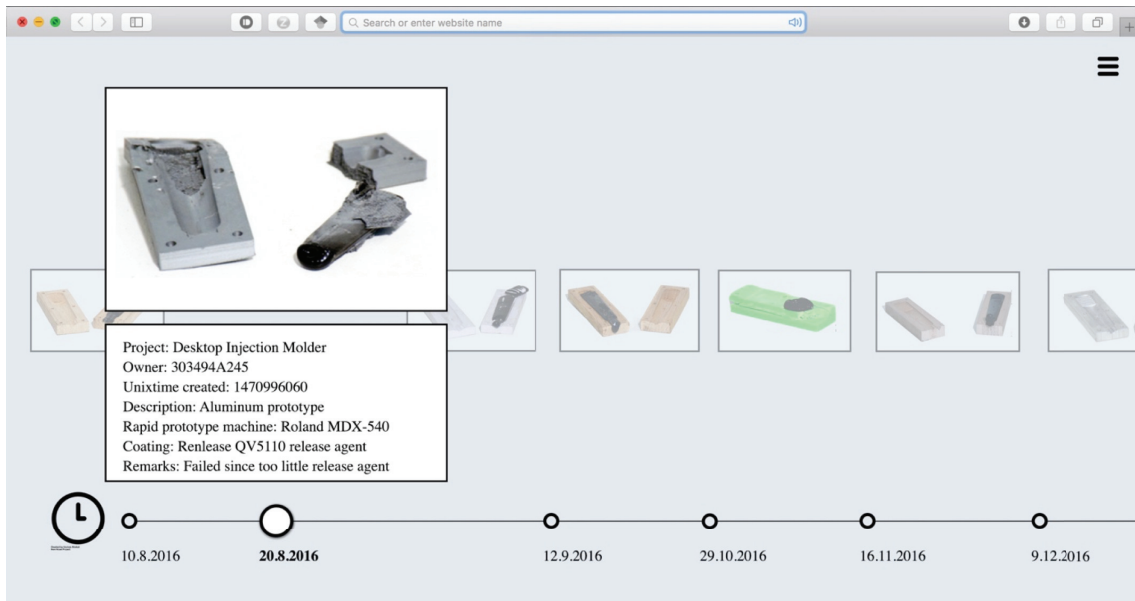 Search or enter website name
Project: Desktop Injection Molder
Owner: 303494A245
Unixtime created: 1470996060
Description: Aluminum prototype
Rapid prototype machine: Roland MDX-540
Coating: Renlease QV5110 release agent
Remarks: Failed since too little release agent
10.8.2016 20.8.2016 12.9.2016 29.10.2016 16.11.2016 9.12.2016